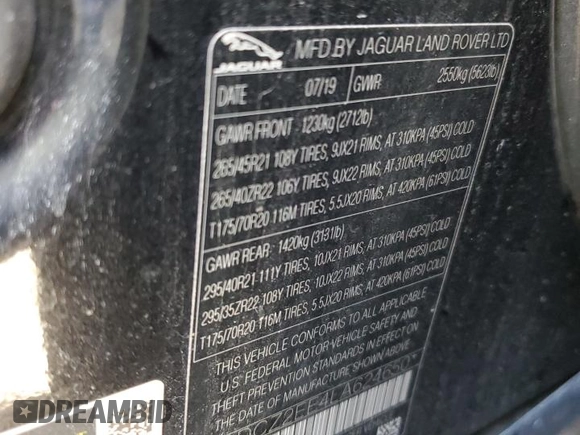 JAGUAR
MFD.BY JAGUAR LAND ROVER LTD
DATE 07/19 GVWR 2550kg (5623lb)
GAWR FRONT 1230kg (2712lb)
265/45R21 108Y TIRES, 9JX21 RIMS, AT 310KPA (45PSI) COLD
265/40ZR22 106Y TIRES, 9JX22 RIMS, AT 310KPA (45PSI) COLD
T175/70R20 116M TIRES, 5.5JX20 RIMS, AT 420KPA (61PSI) COLD
GAWR REAR: 1420kg (3131lb)
295/40R21 111Y TIRES, 10JX21 RIMS, AT 310KPA (45PSI) COLD
295/35ZR22 108Y TIRES, 10JX22 RIMS, AT 310KPA (45PSI) COLD
T175/70R20 116M TIRES, 5.5JX20 RIMS, AT 420KPA (61PSI) COLD
THIS VEHICLE CONFORMS TO ALL APPLICABLE
U.S. FEDERAL MOTOR VEHICLE SAFETY AND
THEFT PREVENTION STANDARDS IN EFFECT ON
THE DATE OF MANUFACTURE SHOWN ABOVE.
DRIVE AND BID